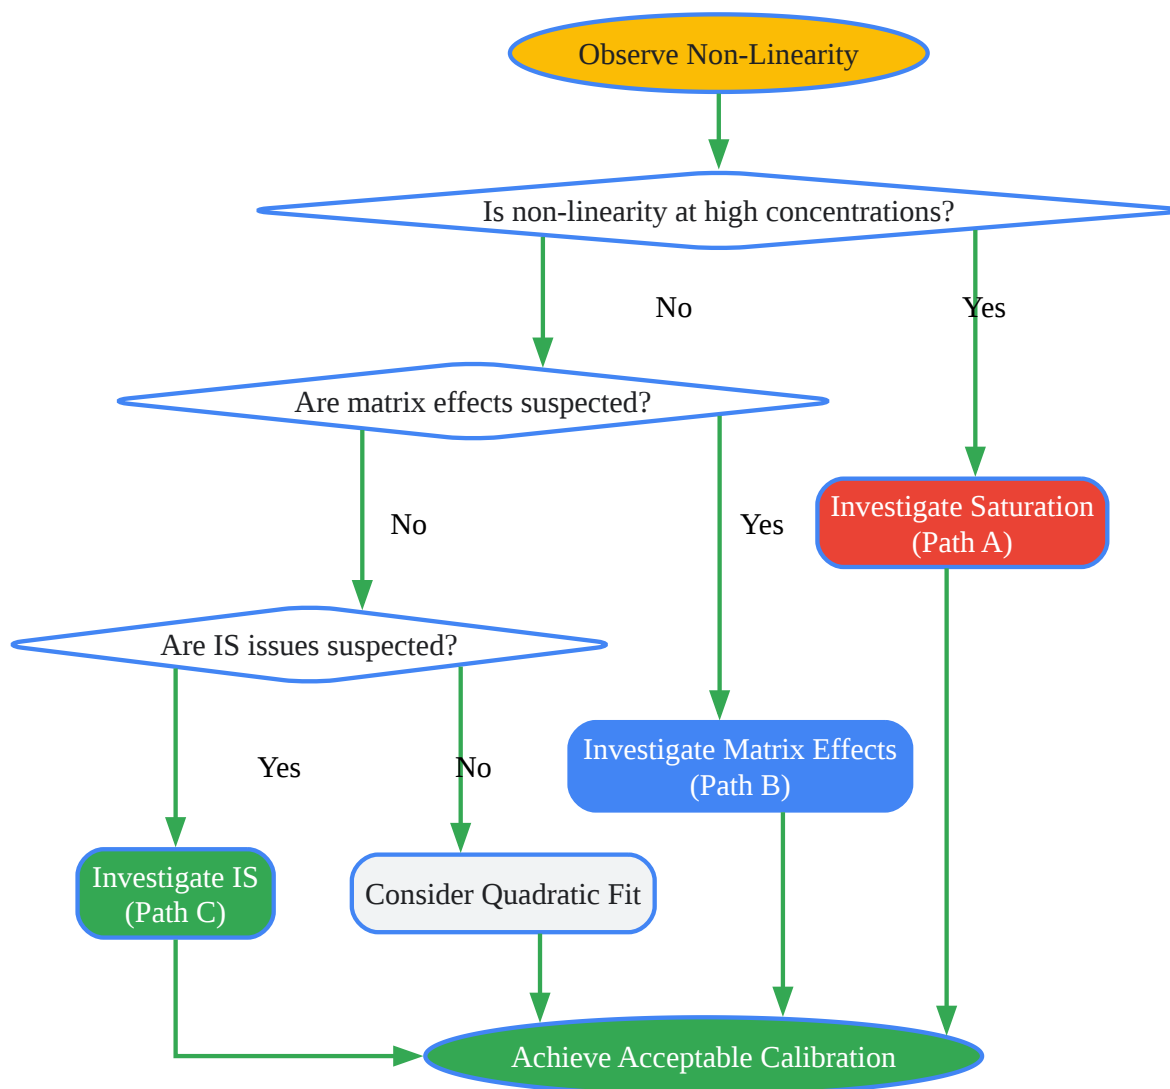 Observe Non-Linearity
Is non-linearity at high concentrations?
No
Yes
Are matrix effects suspected?
Investigate Saturation
(Path A)
No
Yes
Are IS issues suspected?
Investigate Matrix Effects
(Path B)
Yes
No
Investigate IS
(Path C)
Consider Quadratic Fit
Achieve Acceptable Calibration